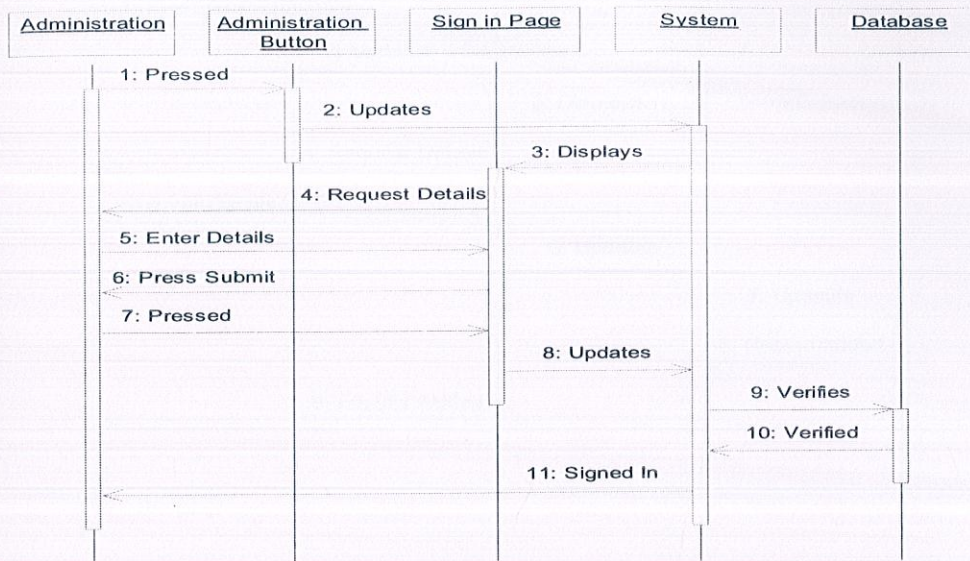 Administration
Administration
Button
Sign in Page
System
Database
1: Pressed
2: Updates
3: Displays
4: Request Details
5: Enter Details
6: Press Submit
7: Pressed
8: Updates
9: Verifies
10: Verified
11: Signed In